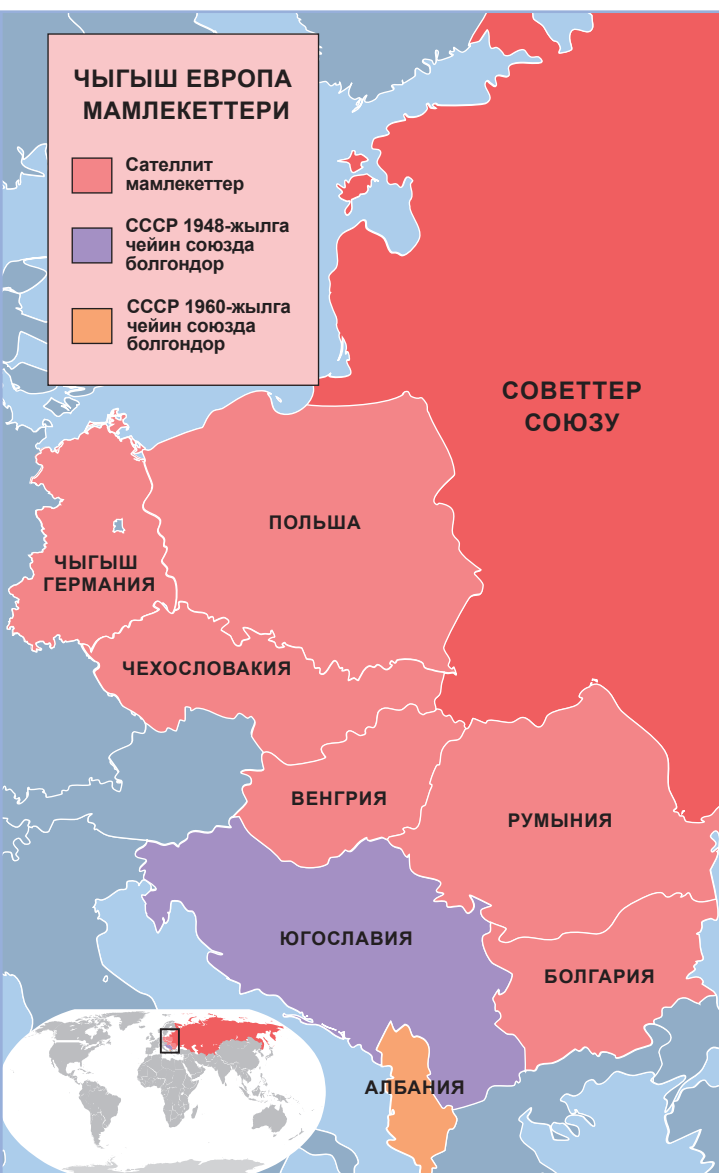 ЧЫГЫШ ЕВРОПА
МАМЛЕКЕТТЕРИ
Сателлит
мамлекеттер
СССР 1948-жылга
чейин союзда
болгондор
СССР 1960-жылга
чейин союзда
болгондор
СОВЕТТЕР
СОЮЗУ
ПОЛЬША
ЧЫГЫШ
ГЕРМАНИЯ
ЧЕХОСЛОВАКИЯ
ВЕНГРИЯ
РУМЫНИЯ
ЮГОСЛАВИЯ
БОЛГАРИЯ
АЛБАНИЯ